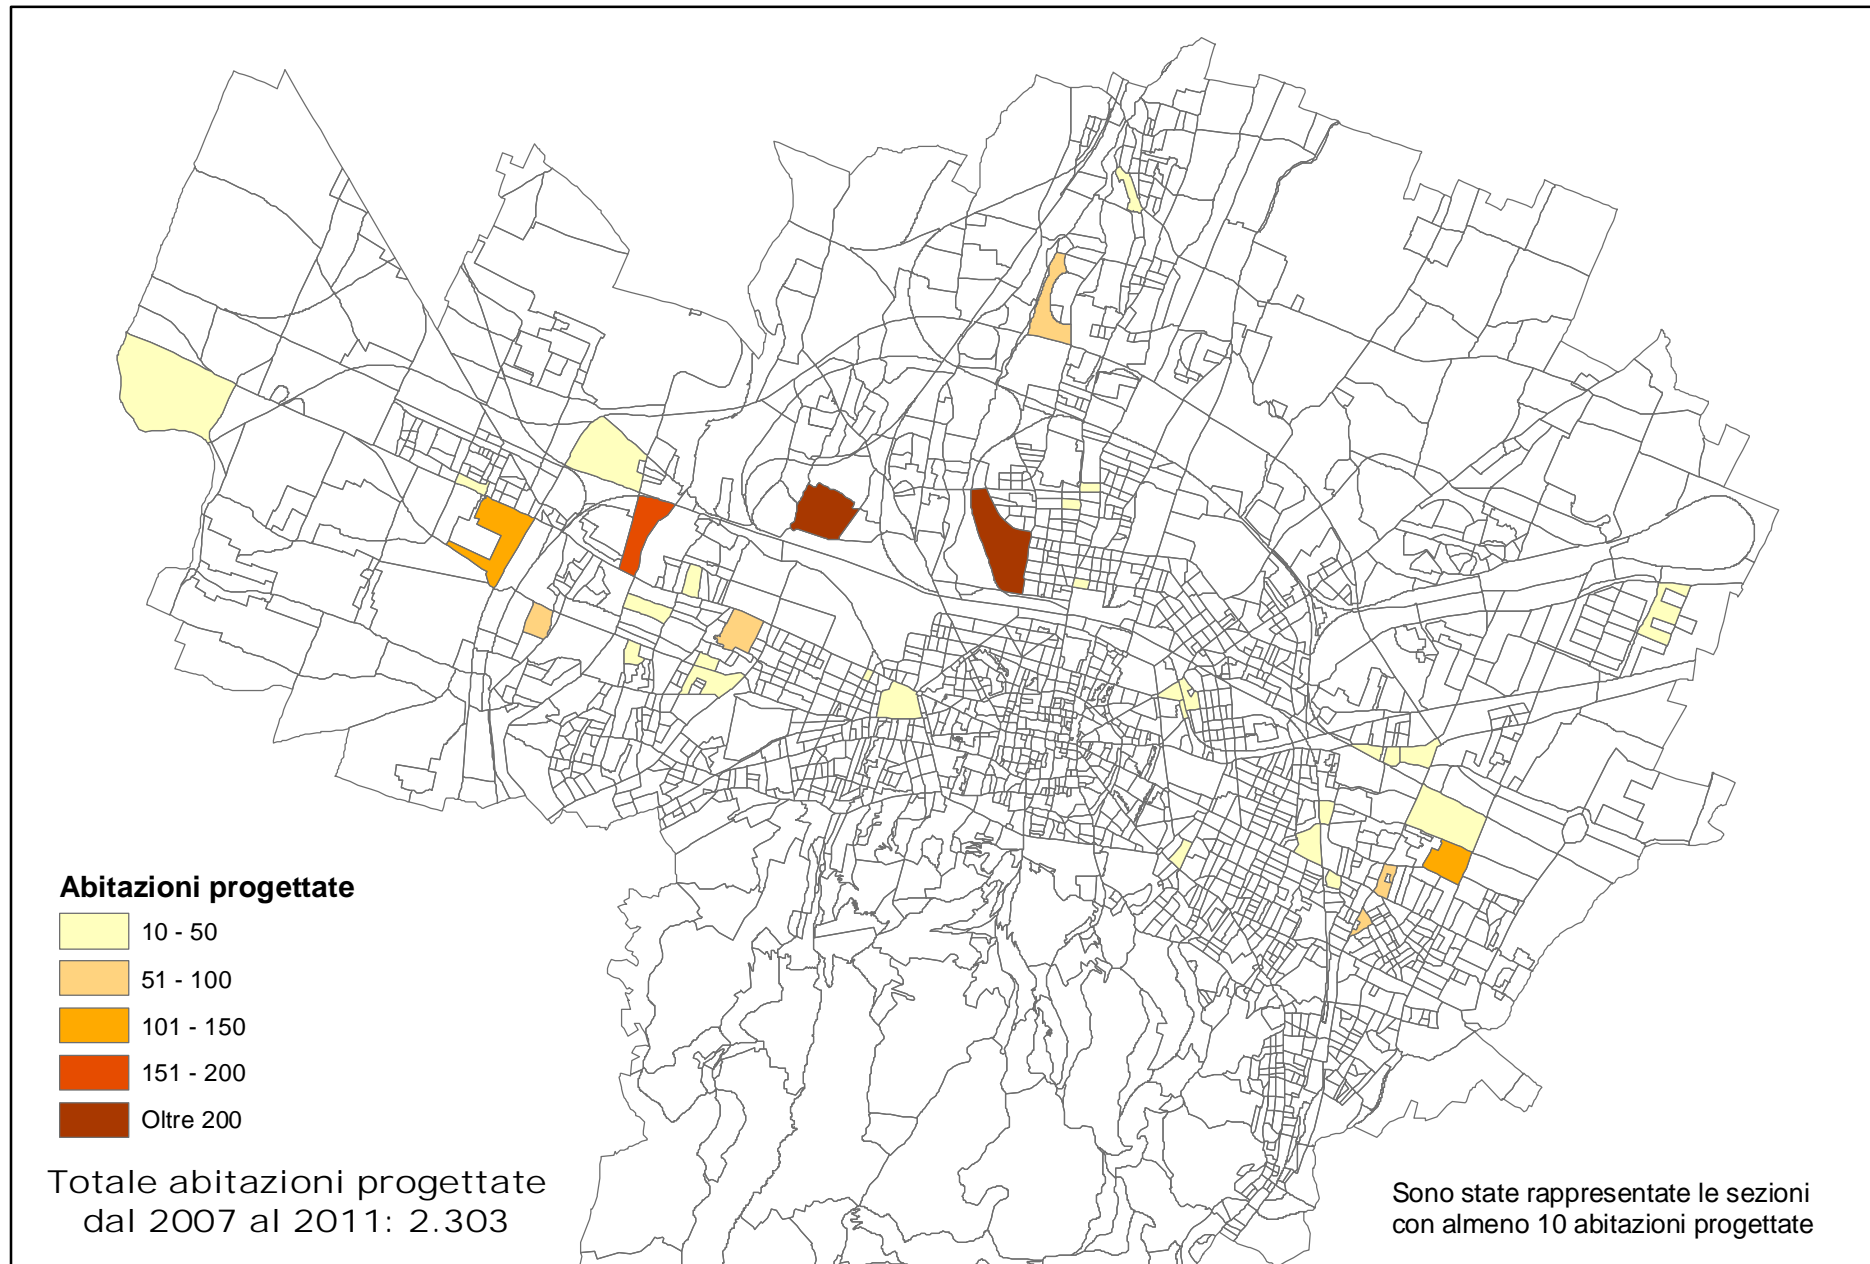 Abitazioni progettate
10 - 50
51 - 100
101 - 150
151 - 200
Oltre 200
Totale abitazioni progettate
dal 2007 al 2011: 2.303
Sono state rappresentate le sezioni
con almeno 10 abitazioni progettate